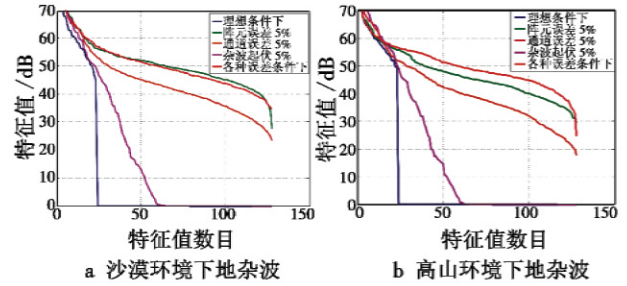 特征值/dB
70
60
50
40
30
20
10
0
0
50
100
150
理想条件下
阵元误差 5%
通道误差 5%
杂波起伏 5%
各种误差条件下
特征值数目
a 沙漠环境下地杂波
特征值/dB
70
60
50
40
30
20
10
0
0
50
100
150
理想条件下
阵元误差 5%
通道误差 5%
杂波起伏 5%
各种误差条件下
特征值数目
b 高山环境下地杂波